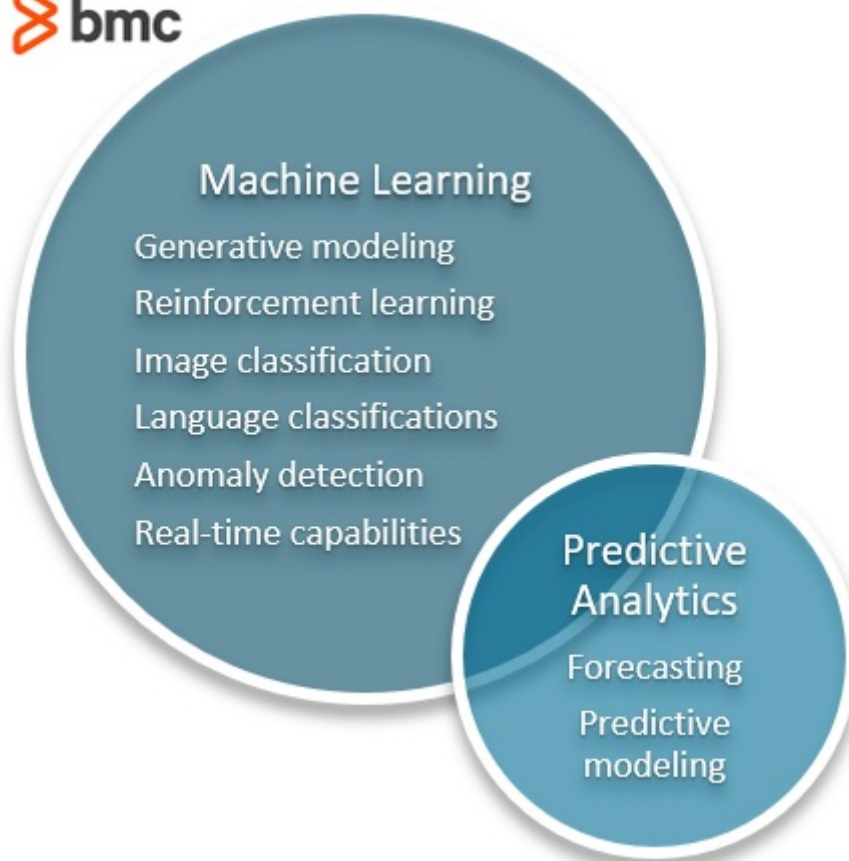 bmc
Machine Learning
Generative modeling
Reinforcement learning
Image classification
Language classifications
Anomaly detection
Real-time capabilities
Predictive
Analytics
Forecasting
Predictive
modeling